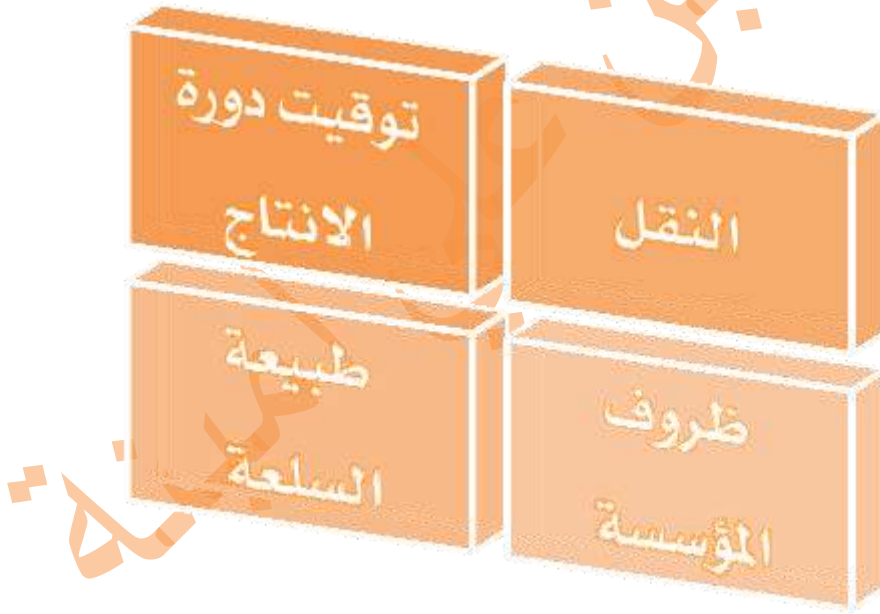 النقل
توقيت دورة
الانتاج
ظروف
المؤسسة
طبيعة
السلعة